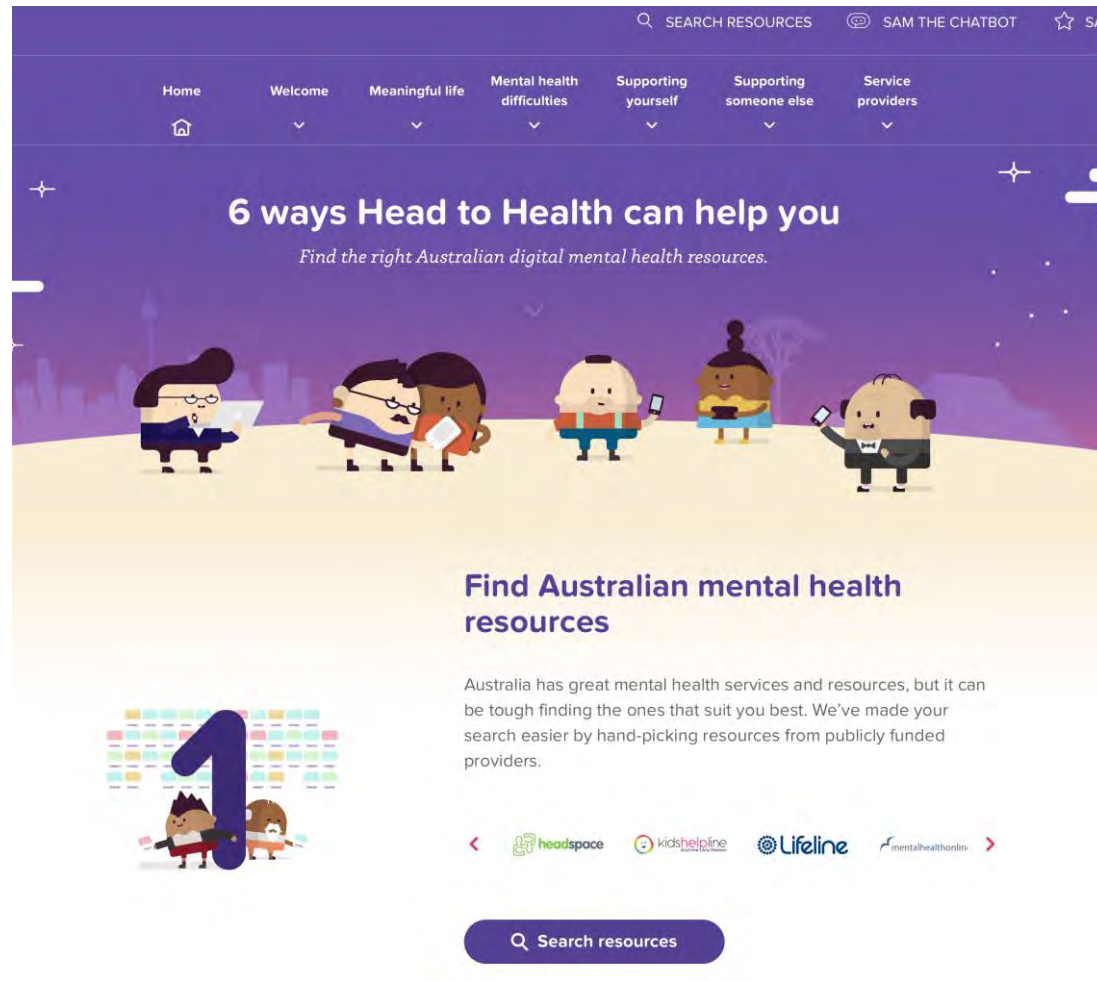 SEARCH RESOURCES SAM THE CHATBOT
Home Welcome Meaningful life Mental health difficulties Supporting yourself Supporting someone else Service providers
6 ways Head to Health can help you
Find the right Australian digital mental health resources.
Find Australian mental health
resources
Australia has great mental health services and resources, but it can
be tough finding the ones that suit you best. We’ve made your
search easier by hand-picking resources from publicly funded
providers.
1
headspace kidshelpline Lifeline mentalhealthonlin
Search resources